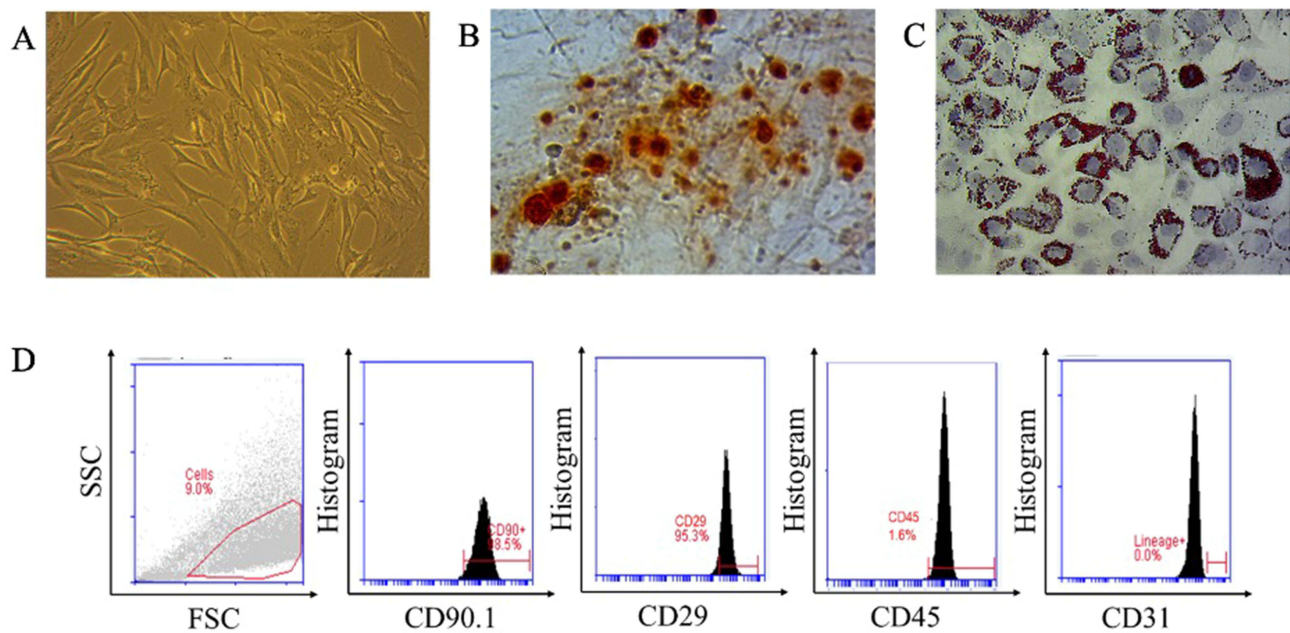 A
B
C
D
SSC
Cells
9.0%
FSC
Histogram
CD90+
CD90.1
Histogram
CD29
95.3%
CD29
Histogram
CD45
1.6%
CD45
Histogram
Lineage+
0.0%
CD31